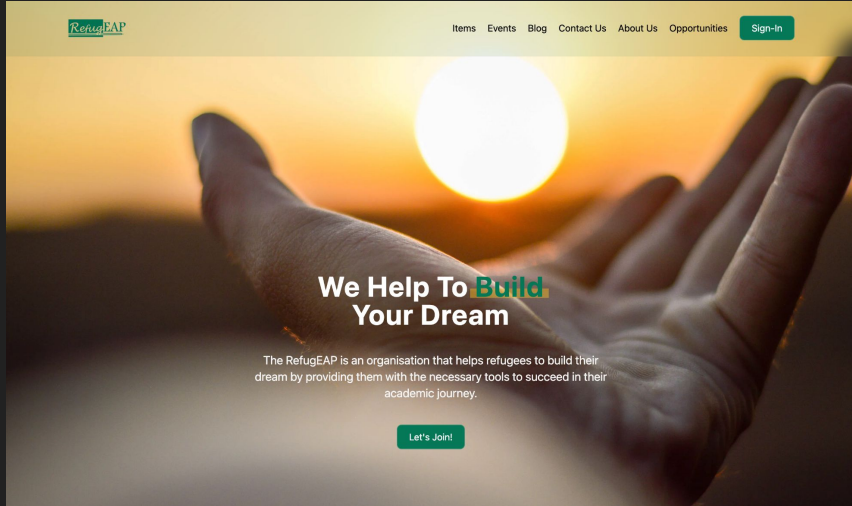 RefugEAP
Items Events Blog Contact Us About Us Opportunities Sign-In
We Help To Build
Your Dream
The RefugEAP is an organisation that helps refugees to build their
dream by providing them with the necessary tools to succeed in their
academic journey.
Let's Join!